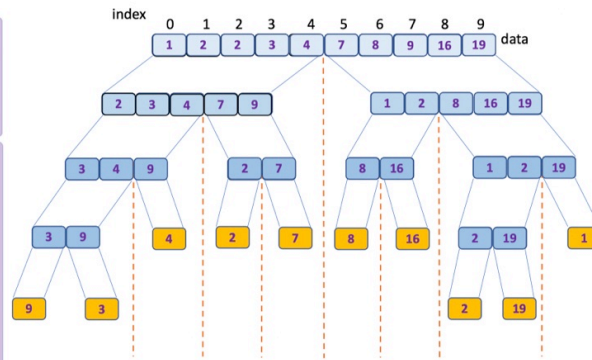 index 0 1 2 3 4 5 6 7 8 9
1 2 2 3 4 7 8 9 16 19 data
2 3 4 7 9 1 2 8 16 19
3 4 9 2 7 8 16 1 2 19
3 9 4 2 7 8 16 2 19 1
9 3 2 19